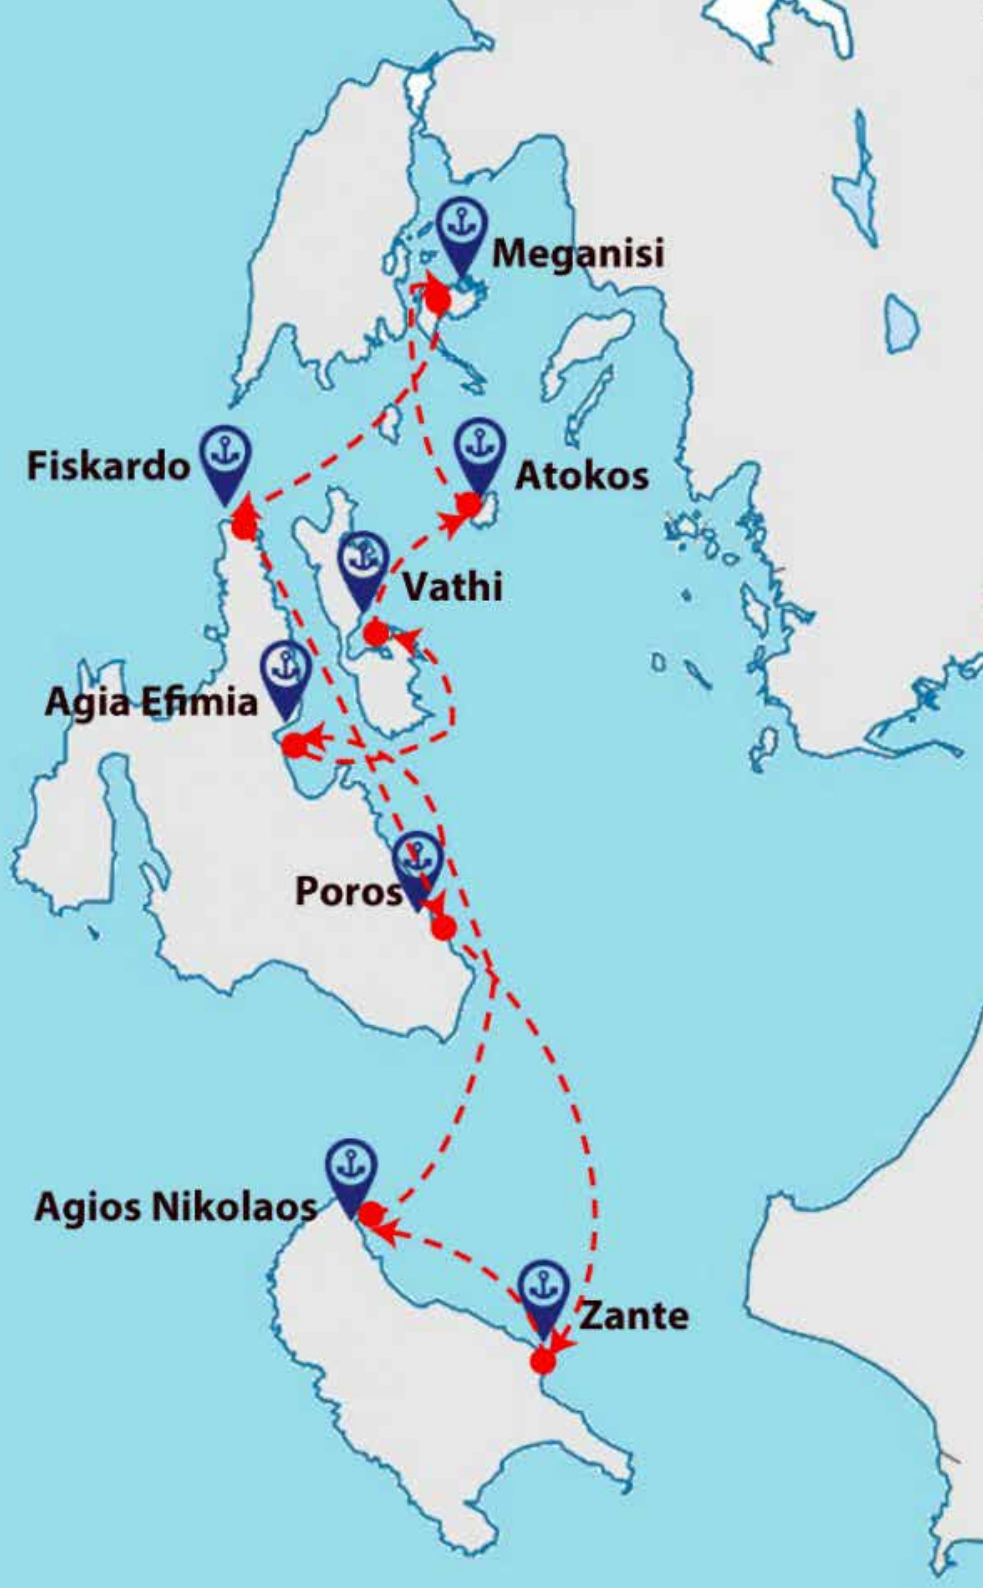 Meganisi
Fiskardo
Atokos
Vathi
Agia Efimia
Poros
Agios Nikolaos
Zante